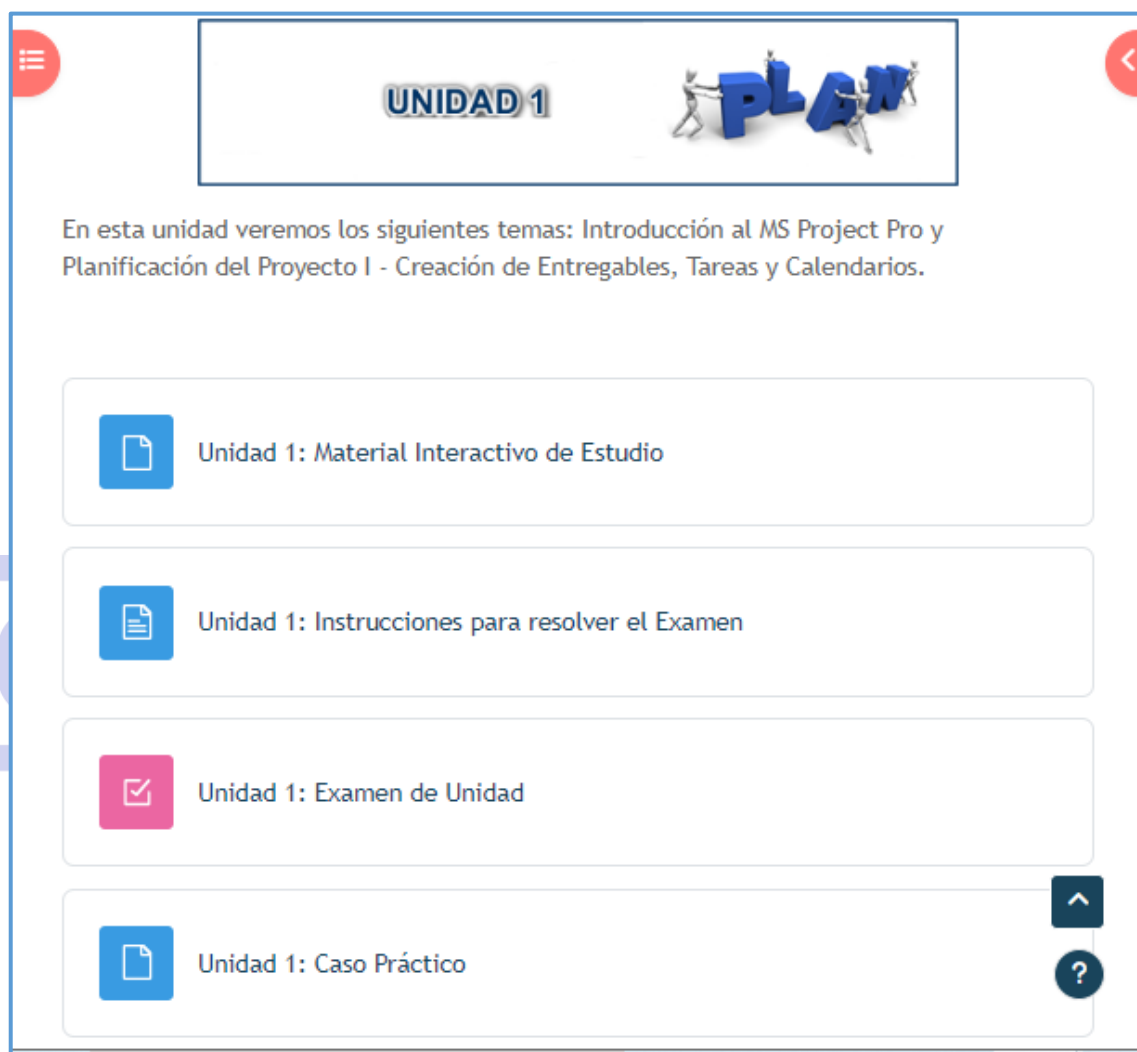 UNIDAD 1
PLAN
En esta unidad veremos los siguientes temas: Introducción al MS Project Pro y
Planificación del Proyecto I - Creación de Entregables, Tareas y Calendarios.
Unidad 1: Material Interactivo de Estudio
Unidad 1: Instrucciones para resolver el Examen
Unidad 1: Examen de Unidad
Unidad 1: Caso Práctico
?